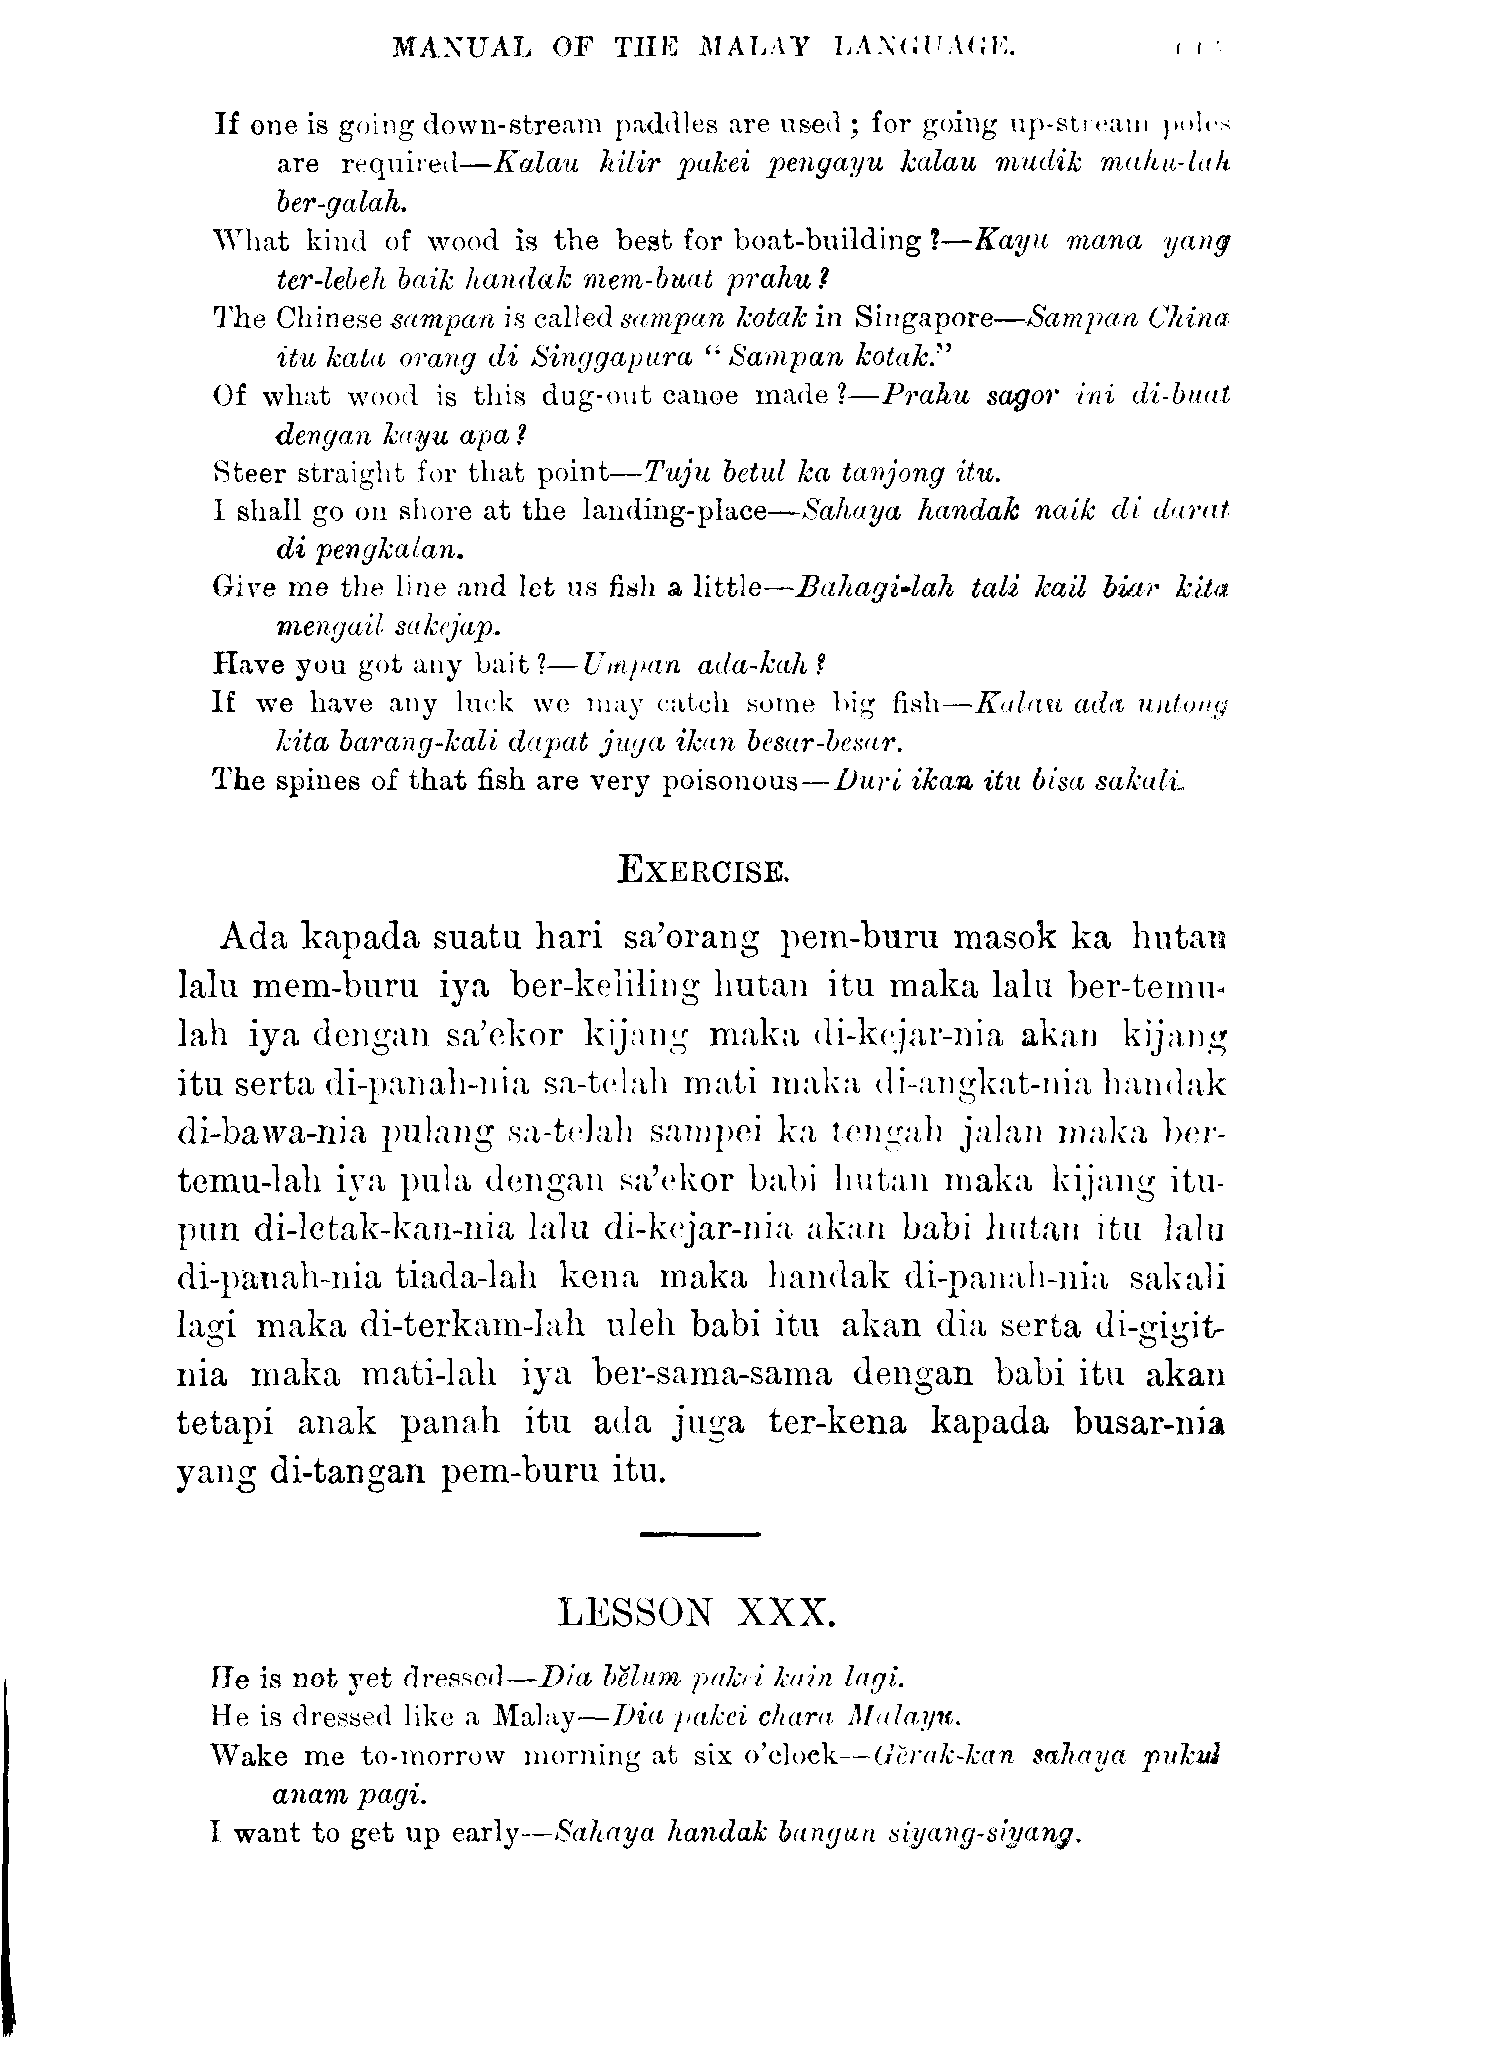 MANUAL OF THE MALAY LANGUAGE.
If one is going down-stream paddles are used ; for going up-stream poles
are required—Kalau hilir pakei pengayu kalau mudik mahu-lah
ber-galah.
What kind of wood is the best for boat-building ?—Kayu mana yang
ter-lebeh baik handak mem-buat prahu ?
The Chinese sampan is called sampan kotak in Singapore—Sampan China
itu kata orang di Singgapura “ Sampan kotak.”
Of what wood is this dug-out canoe made ?—Prahu sagor ini di-buat
dengan kayu apa ?
Steer straight for that point—Tuju betul ka tanjong itu.
I shall go on shore at the landing-place—Sahaya handak naik di darat
di pengkalan.
Give me the line and let us fish a little—Bahagi-lah tali kail biar kita
mengail sakejap.
Have you got any bait ?—Umpan ada-kah ?
If we have any luck we may catch some big fish—Kalau ada untong
kita barang-kali dapat juga ikan besar-besar.
The spines of that fish are very poisonous—Duri ikan itu bisa sakali.
EXERCISE.
Ada kapada suatu hari sa’orang pem-buru masok ka hutan
lalu mem-buru iya ber-keliling hutan itu maka lalu ber-temu-
lah iya dengan sa’ekor kijang maka di-kejar-nia akan kijang
itu serta di-panah-nia sa-telah mati maka di-angkat-nia handak
di-bawa-nia pulang sa-telah sampei ka tengah jalan maka ber-
temu-lah iya pula dengan sa’ekor babi hutan maka kijang itu-
pun di-letak-kan-nia lalu di-kejar-nia akan babi hutan itu lalu
di-panah-nia tiada-lah kena maka handak di-panah-nia sakali
lagi maka di-terkam-lah uleh babi itu akan dia serta di-gigit-
nia maka mati-lah iya ber-sama-sama dengan babi itu akan
tetapi anak panah itu ada juga ter-kena kapada busar-nia
yang di-tangan pem-buru itu.
LESSON XXX.
He is not yet dressed—Dia bĕlum pakei kain lagi.
He is dressed like a Malay—Dia pakei chara Malayu.
Wake me to-morrow morning at six o’clock—Gĕrak-kan sahaya pukul
anam pagi.
I want to get up early—Sahaya handak bangun siyang-siyang.